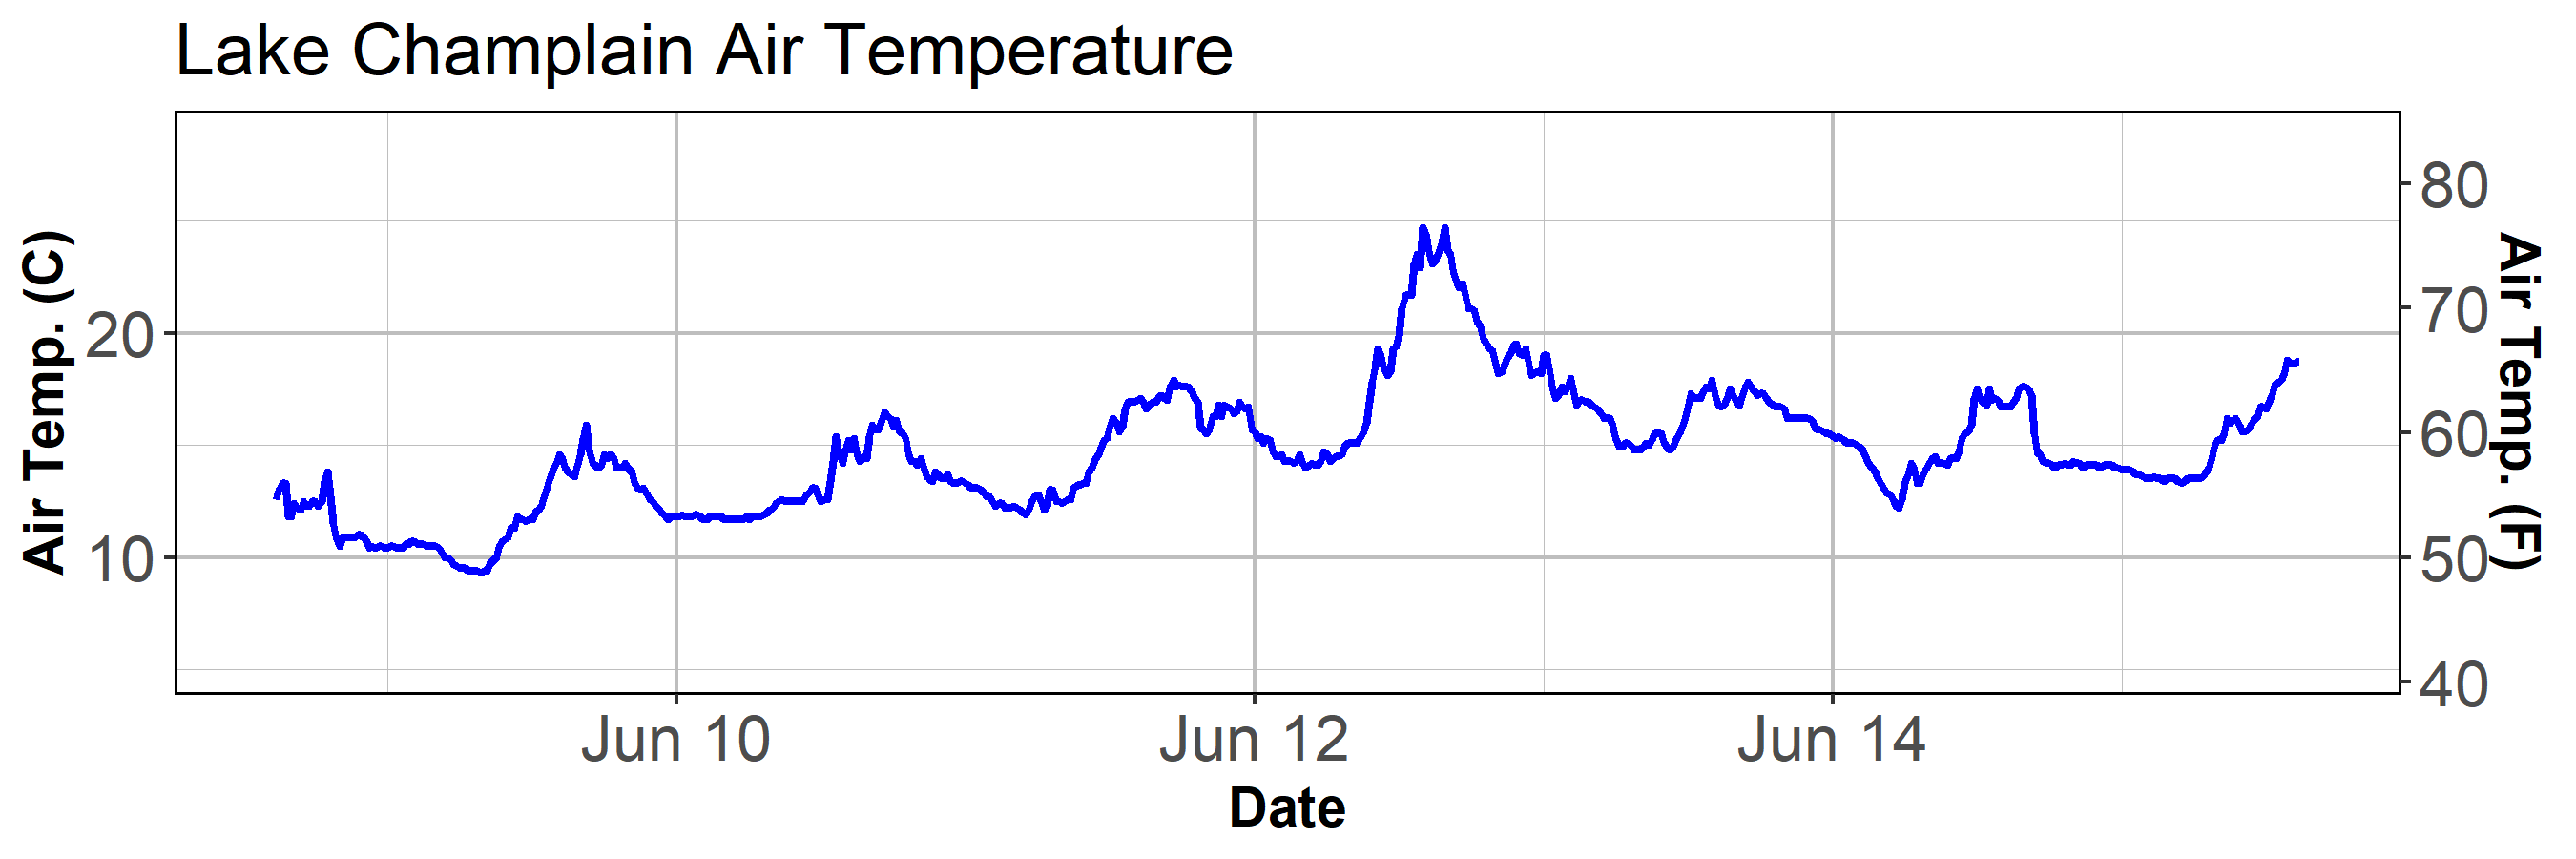 Lake Champlain Air Temperature
Air Temp. (C)
20
10
80
70
60
50
40
Air Temp. (F)
Jun 10 Jun 12 Jun 14
Date